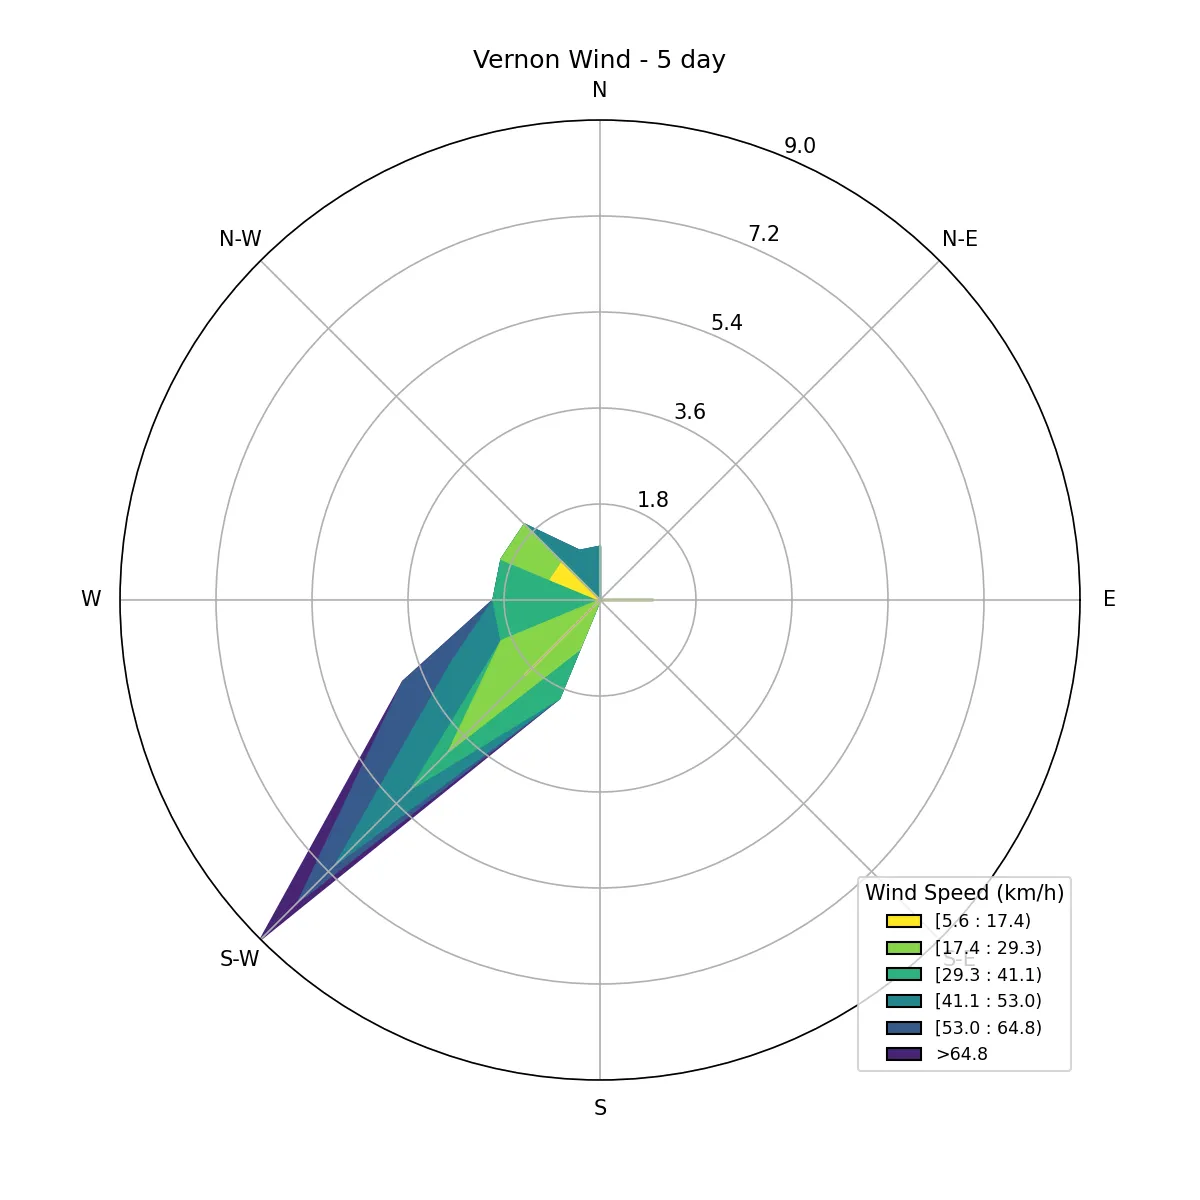 Vernon Wind - 5 day
N
9.0
N-W
N-E
7.2
5.4
3.6
1.8
W
E
S-W
S-E
S
Wind Speed (km/h)
[5.6 : 17.4)
[17.4 : 29.3)
[29.3 : 41.1)
[41.1 : 53.0)
[53.0 : 64.8)
>64.8